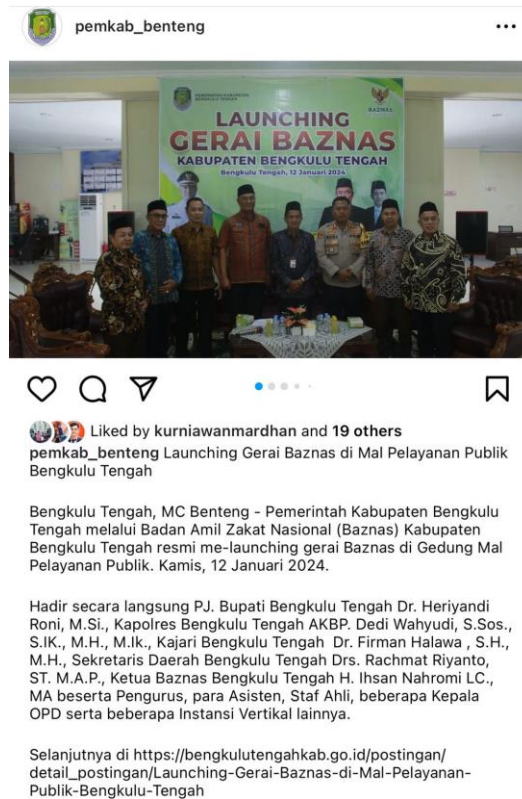 pemkab_benteng
PEMERINTAH KABUPATEN
BENGKULU TENGAH
BAZNAS
LAUNCHING
GERAI BAZNAS
KABUPATEN BENGKULU TENGAH
Bengkulu Tengah, 12 Januari 2024
Liked by kurniawanmardhan and 19 others
pemkab_benteng Launching Gerai Baznas di Mal Pelayanan Publik
Bengkulu Tengah
Bengkulu Tengah, MC Benteng - Pemerintah Kabupaten Bengkulu
Tengah melalui Badan Amil Zakat Nasional (Baznas) Kabupaten
Bengkulu Tengah resmi me-launching gerai Baznas di Gedung Mal
Pelayanan Publik. Kamis, 12 Januari 2024.
Hadir secara langsung PJ. Bupati Bengkulu Tengah Dr. Heriyandi
Roni, M.Si., Kapolres Bengkulu Tengah AKBP. Dedi Wahyudi, S.Sos.,
S.IK., M.H., M.Ik., Kajari Bengkulu Tengah  Dr. Firman Halawa , S.H.,
M.H., Sekretaris Daerah Bengkulu Tengah Drs. Rachmat Riyanto,
ST. M.A.P., Ketua Baznas Bengkulu Tengah H. Ihsan Nahromi LC.,
MA beserta Pengurus, para Asisten, Staf Ahli, beberapa Kepala
OPD serta beberapa Instansi Vertikal lainnya.
Selanjutnya di https://bengkulutengahkab.go.id/postingan/
detail_postingan/Launching-Gerai-Baznas-di-Mal-Pelayanan-
Publik-Bengkulu-Tengah